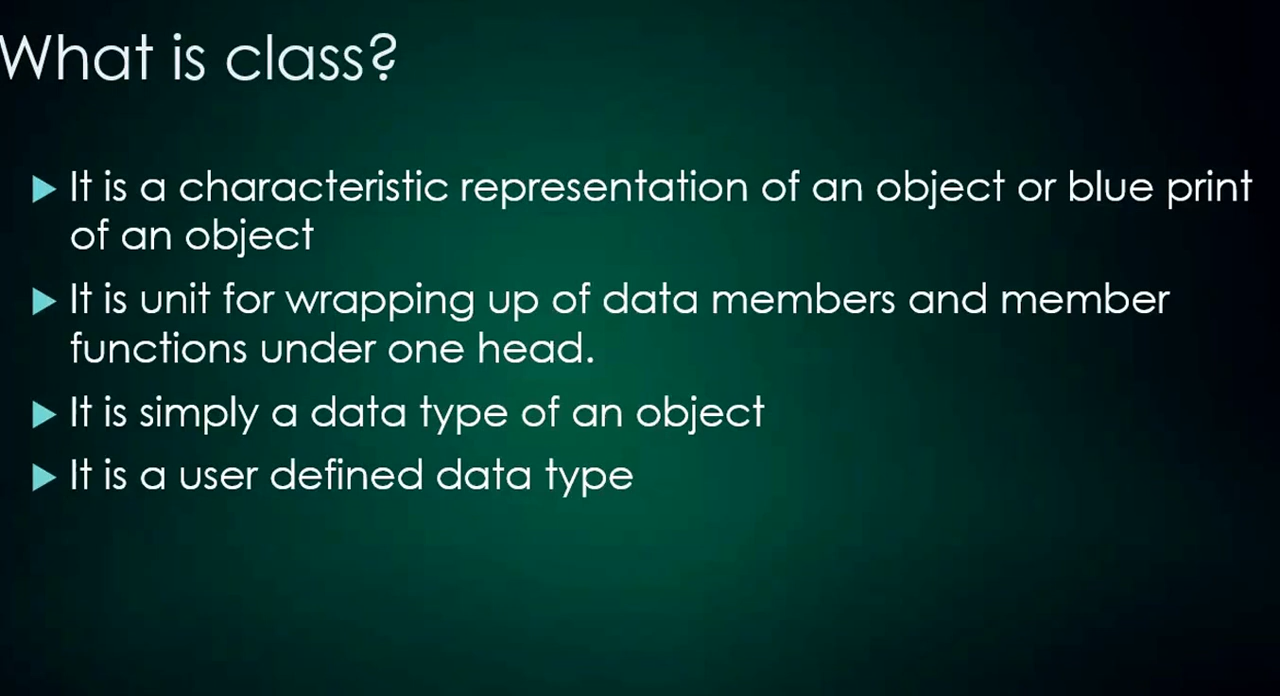 What is class?
It is a characteristic representation of an object or blue print
of an object
It is unit for wrapping up of data members and member
functions under one head.
It is simply a data type of an object
It is a user defined data type